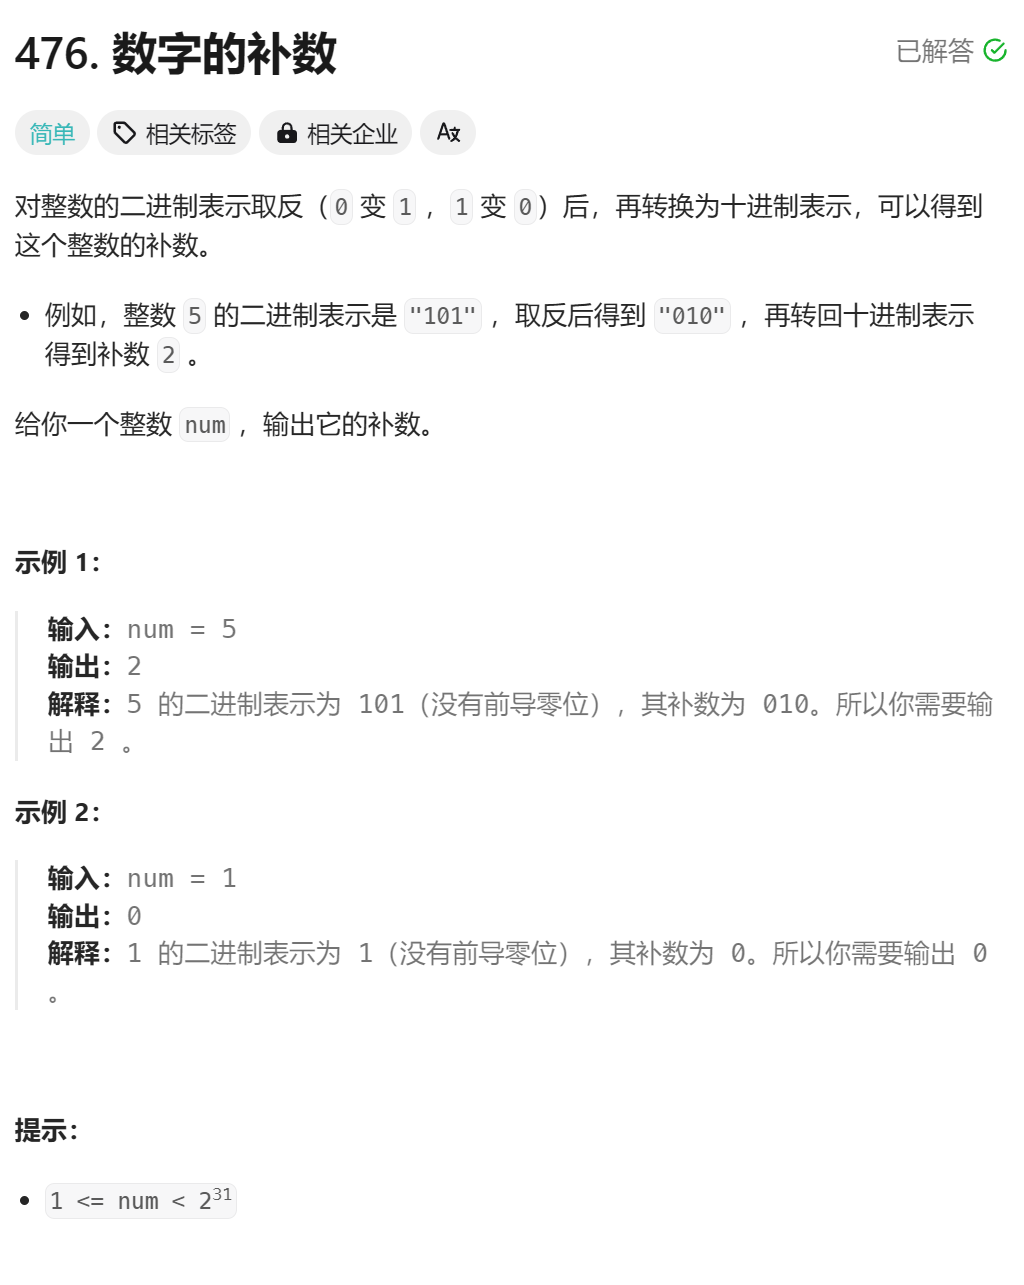 476. 数字的补数
已解答
简单
相关标签
相关企业
A文
对整数的二进制表示取反（0 变 1 ，1 变 0）后，再转换为十进制表示，可以得到
这个整数的补数。
例如，整数 5 的二进制表示是 "101" ，取反后得到 "010" ，再转回十进制表示
得到补数 2 。
给你一个整数 num ，输出它的补数。
示例 1：
输入：num = 5
输出：2
解释：5 的二进制表示为 101（没有前导零位），其补数为 010。所以你需要输
出 2 。
示例 2：
输入：num = 1
输出：0
解释：1 的二进制表示为 1（没有前导零位），其补数为 0。所以你需要输出 0
。
提示：
1 <= num < 2³¹